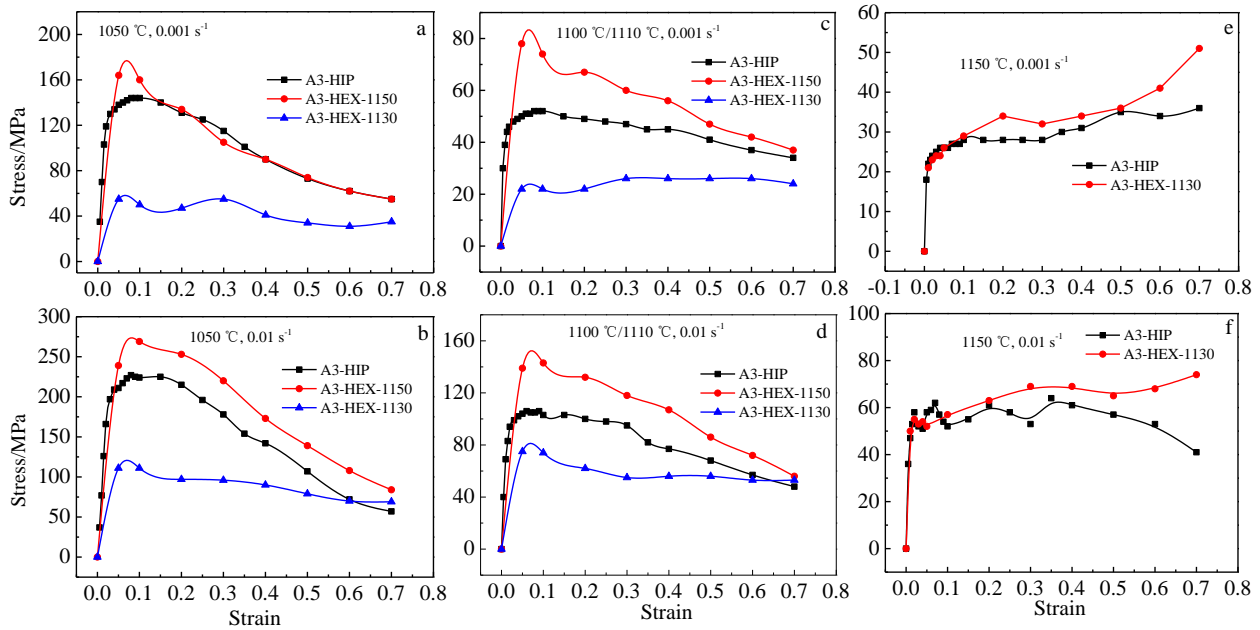 a
1050 ℃, 0.001 s⁻¹
A3-HIP
A3-HEX-1150
A3-HEX-1130
Stress/MPa
200
160
120
80
40
0
0.0 0.1 0.2 0.3 0.4 0.5 0.6 0.7 0.8
c
1100 ℃/1110 ℃, 0.001 s⁻¹
A3-HIP
A3-HEX-1150
A3-HEX-1130
80
60
40
20
0
0.0 0.1 0.2 0.3 0.4 0.5 0.6 0.7 0.8
e
1150 ℃, 0.001 s⁻¹
A3-HIP
A3-HEX-1130
60
50
40
30
20
10
0
-0.1 0.0 0.1 0.2 0.3 0.4 0.5 0.6 0.7 0.8
b
1050 ℃, 0.01 s⁻¹
A3-HIP
A3-HEX-1150
A3-HEX-1130
Stress/MPa
300
250
200
150
100
50
0
0.0 0.1 0.2 0.3 0.4 0.5 0.6 0.7 0.8
Strain
d
1100 ℃/1110 ℃, 0.01 s⁻¹
A3-HIP
A3-HEX-1150
A3-HEX-1130
160
120
80
40
0
0.0 0.1 0.2 0.3 0.4 0.5 0.6 0.7 0.8
Strain
f
1150 ℃, 0.01 s⁻¹
A3-HIP
A3-HEX-1130
100
80
60
40
20
0
0.0 0.1 0.2 0.3 0.4 0.5 0.6 0.7 0.8
Strain